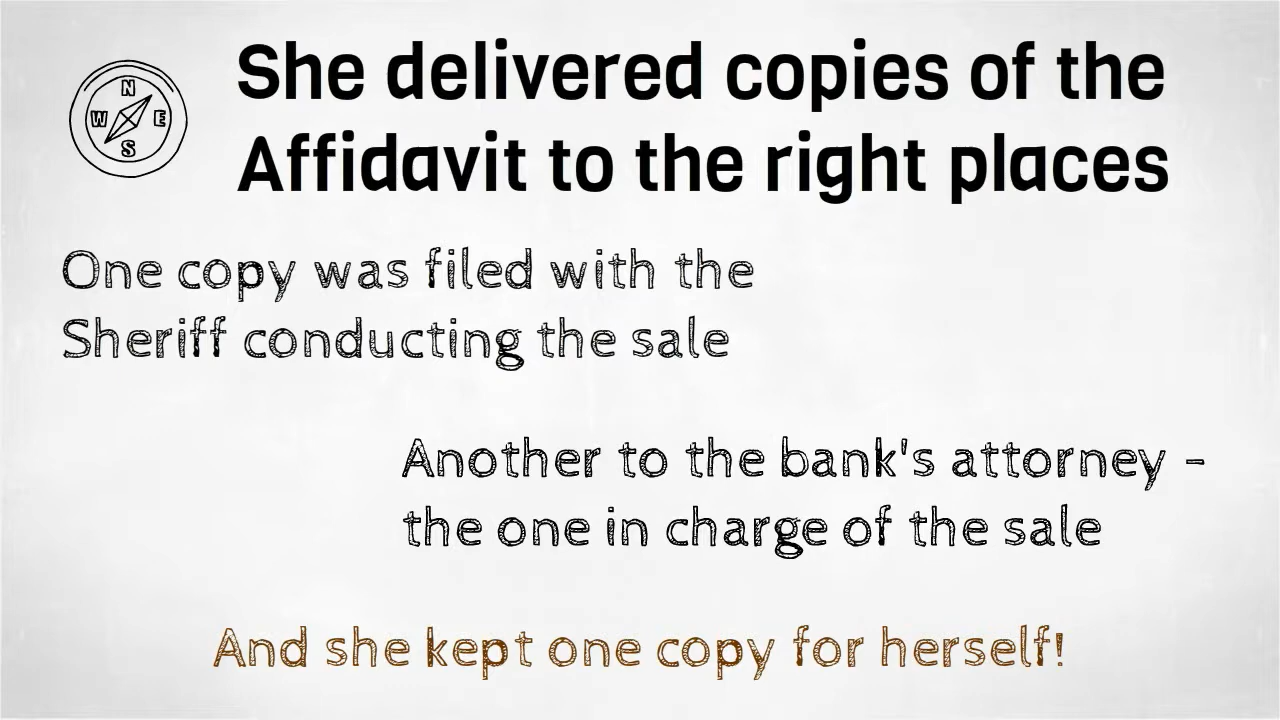 She delivered copies of the
Affidavit to the right places
N
W E
S
One copy was filed with the
Sheriff conducting the sale
Another to the bank's attorney -
the one in charge of the sale
And she kept one copy for herself!